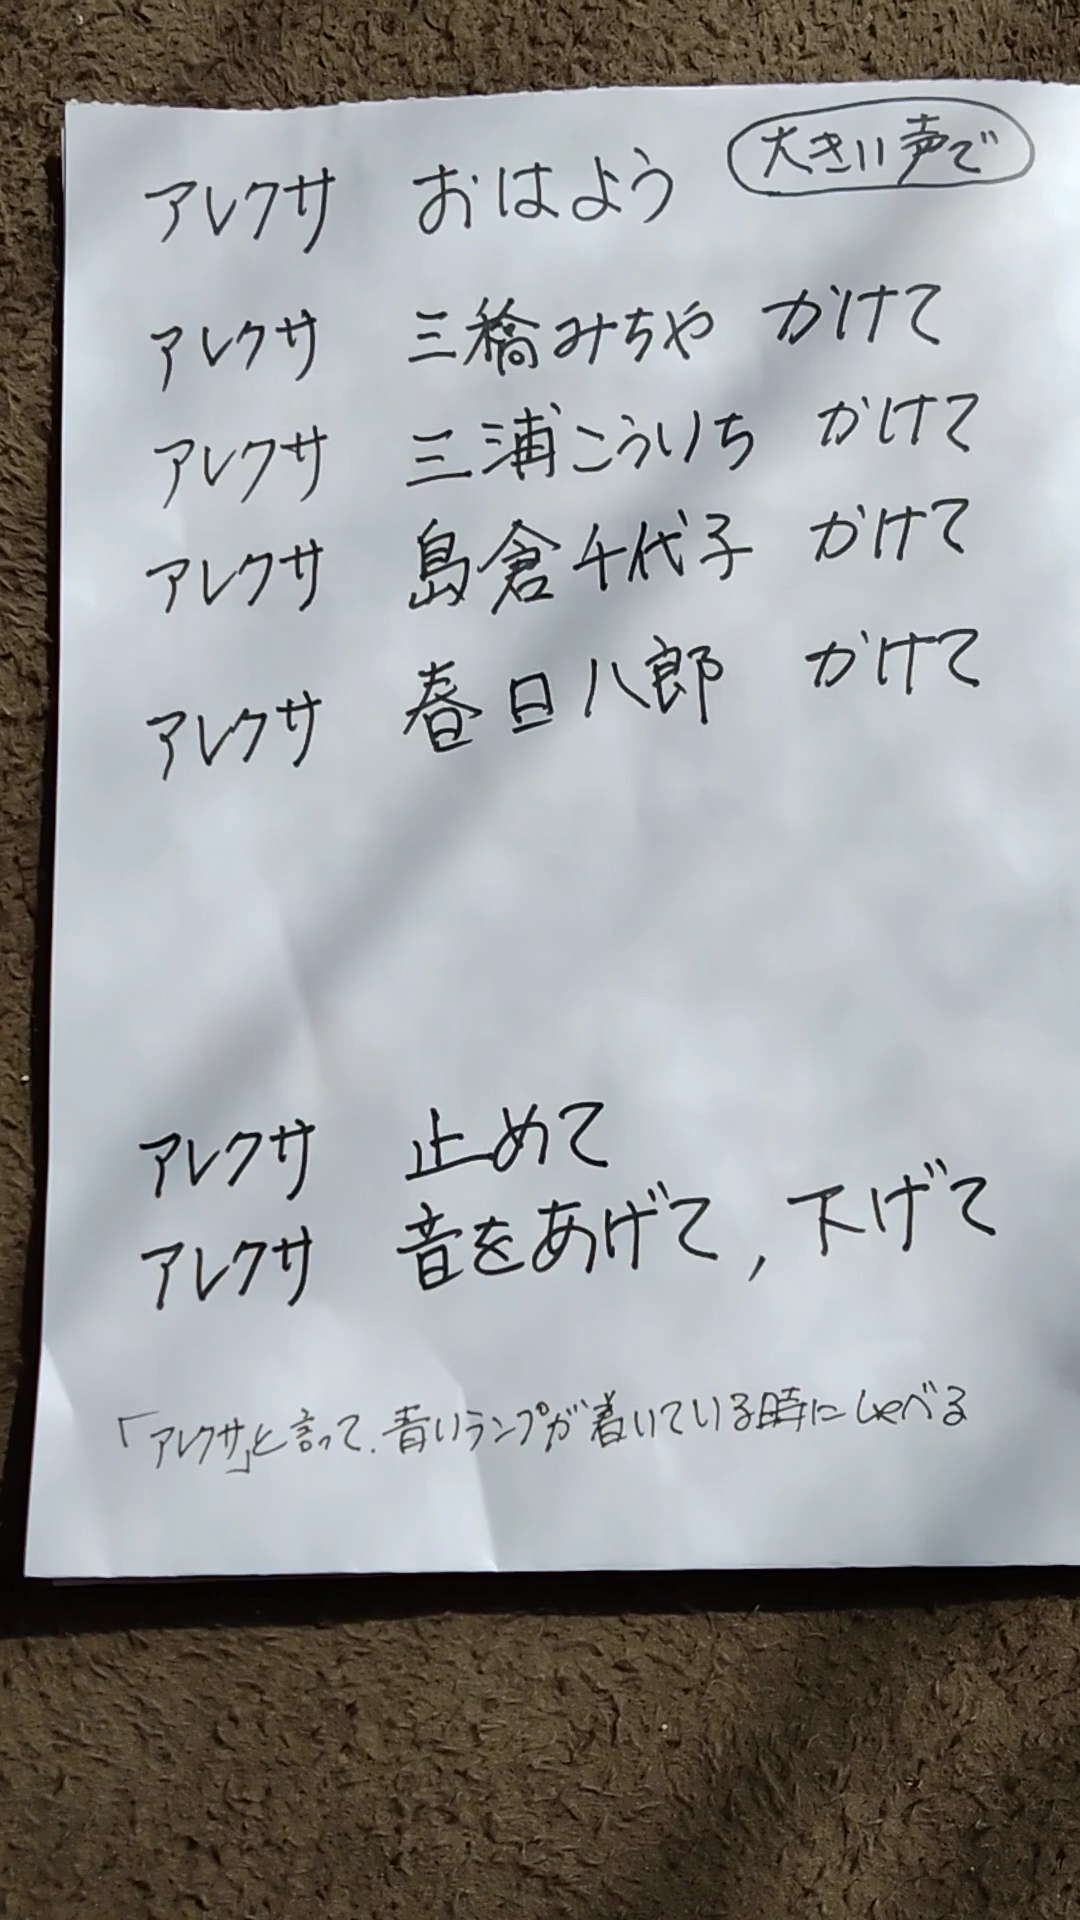 アレクサ おはよう 大きい声で
アレクサ 三橋みちや かけて
アレクサ 三浦こういち かけて
アレクサ 島倉千代子 かけて
アレクサ 春日八郎 かけて
アレクサ 止めて
アレクサ 音をあげて,下げて
「アレクサ」と言って、青いランプが着いている時にしゃべる